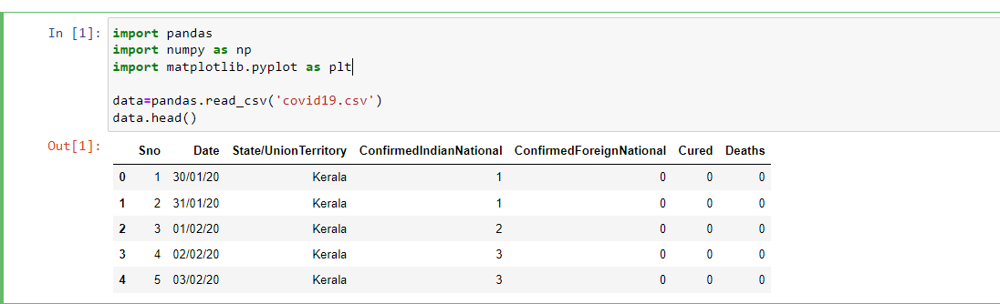 In [1]: import pandas
import numpy as np
import matplotlib.pyplot as plt
data=pandas.read_csv('covid19.csv')
data.head()
Out[1]:
Sno Date State/UnionTerritory ConfirmedIndianNational ConfirmedForeignNational Cured Deaths
0 1 30/01/20 Kerala 1 0 0 0
1 2 31/01/20 Kerala 1 0 0 0
2 3 01/02/20 Kerala 2 0 0 0
3 4 02/02/20 Kerala 3 0 0 0
4 5 03/02/20 Kerala 3 0 0 0